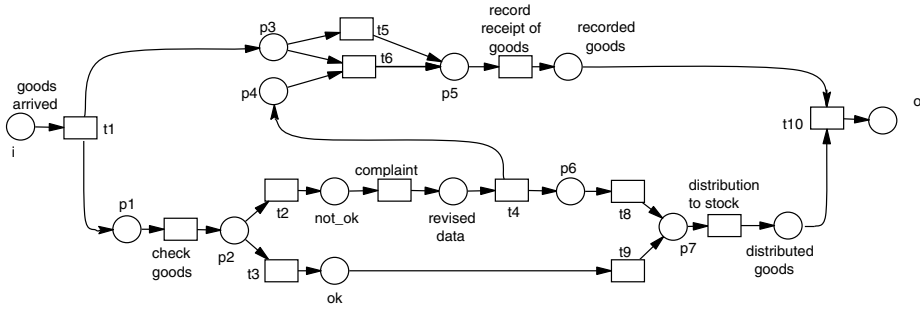 record
receipt of
goods
recorded
goods
p3
t5
t6
goods
arrived
p4
p5
t1
t10
o
i
complaint
p6
distribution
to stock
p1
t2
not_ok
revised
data
t4
t8
check
goods
p2
t3
t9
p7
distributed
goods
ok